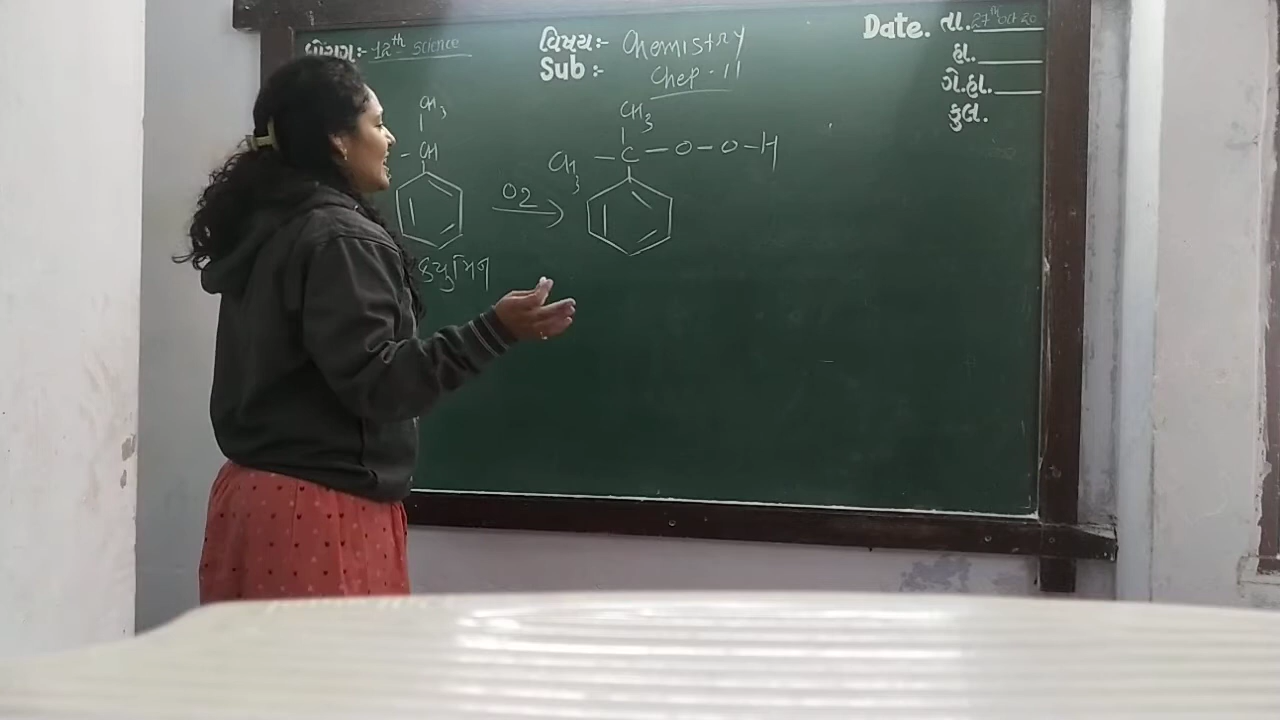 ધોરણ:- 12th Science
વિષય:- Chemistry
Sub :- Chep - 11
Date. તા. 27th Oct 20
હા.
ગે.હા.
કુલ.
CH3
- CH
O2
ક્યુમિન
CH3
CH3 - C - O - O - H